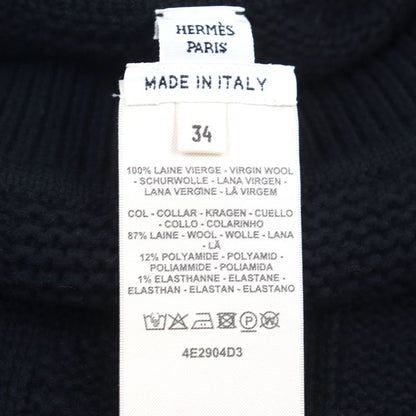 HERMÈS
PARIS
MADE IN ITALY
34
100% LAINE VIERGE - VIRGIN WOOL
- SCHURWOLLE - LANA VIRGEN -
LANA VERGINE - LÃ VIRGEM
COL - COLLAR - KRAGEN - CUELLO
- COLLO - COLARINHO
87% LAINE - WOOL - WOLLE - LANA
- LÃ
12% POLYAMIDE - POLYAMID -
POLIAMMIDE - POLIAMIDA
1% ELASTHANNE - ELASTANE -
ELASTHAN - ELASTAN - ELASTANO
P
4E2904D3